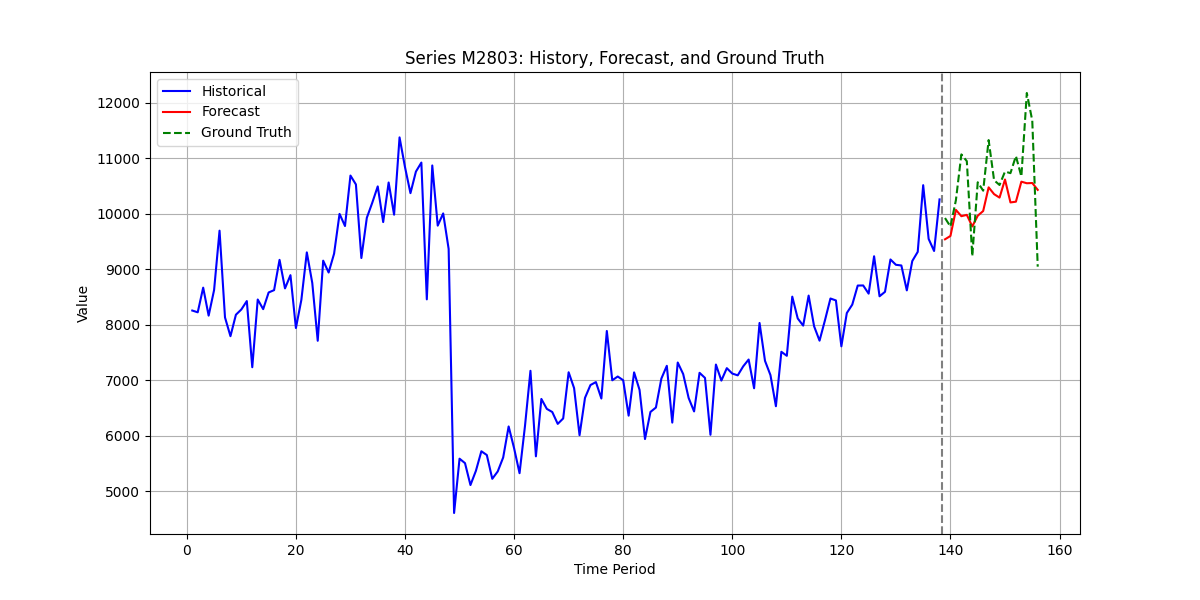 Series M2803: History, Forecast, and Ground Truth
Historical
Forecast
Ground Truth
12000
11000
10000
9000
8000
7000
6000
5000
Value
0 20 40 60 80 100 120 140 160
Time Period